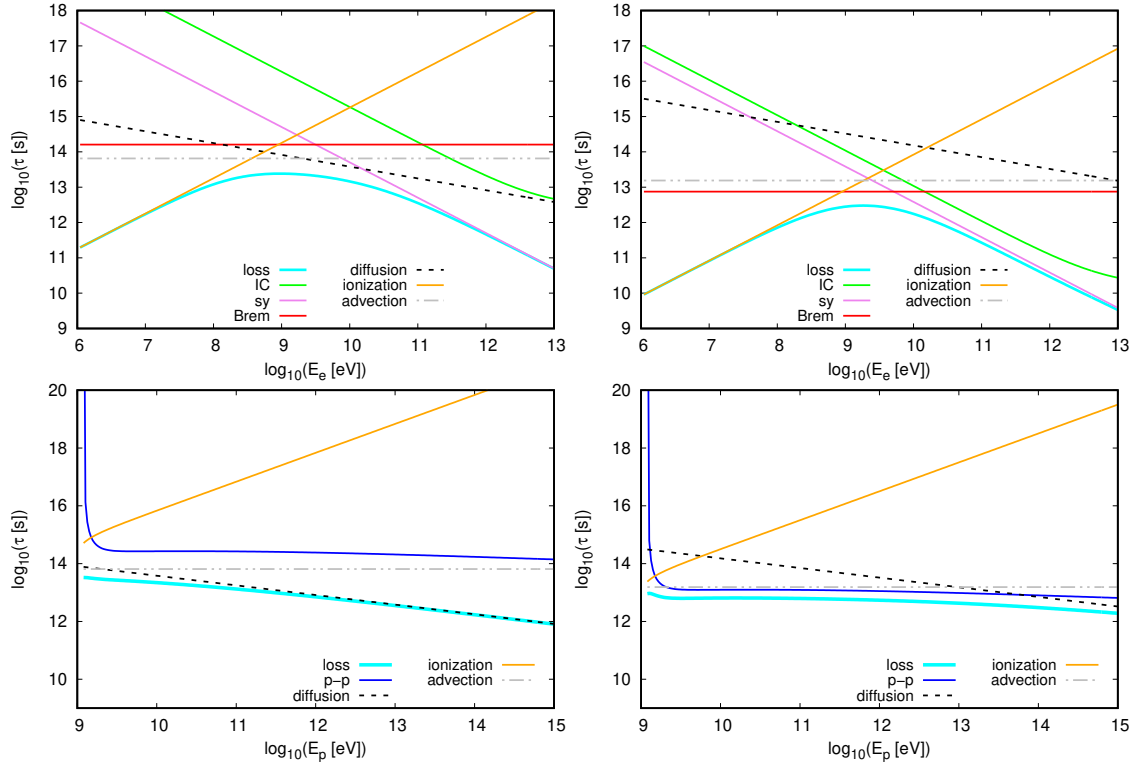 18
17
16
15
14
13
12
11
10
9
log10(τ [s])
loss
IC
sy
Brem
diffusion
ionization
advection
6 7 8 9 10 11 12 13
log10(Ee [eV])
18
17
16
15
14
13
12
11
10
9
log10(τ [s])
loss
IC
sy
Brem
diffusion
ionization
advection
6 7 8 9 10 11 12 13
log10(Ee [eV])
20
18
16
14
12
10
log10(τ [s])
loss
p−p
diffusion
ionization
advection
9 10 11 12 13 14 15
log10(Ep [eV])
20
18
16
14
12
10
log10(τ [s])
loss
p−p
diffusion
ionization
advection
9 10 11 12 13 14 15
log10(Ep [eV])